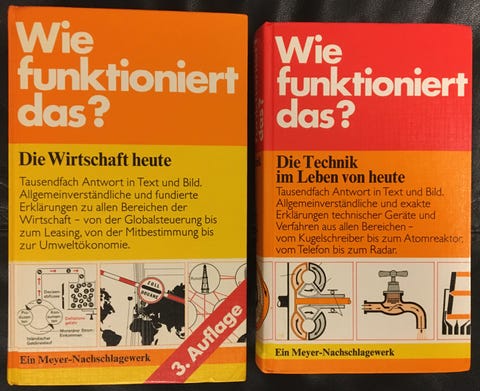 Wie
funktioniert
das?
Die Wirtschaft heute
Tausendfach Antwort in Text und Bild.
Allgemeinverständliche und fundierte
Erklärungen zu allen Bereichen der
Wirtschaft – von der Globalsteuerung bis
zum Leasing, von der Mitbestimmung bis
zur Umweltökonomie.
ZOLL
DOUANE
3. Auflage
Ein Meyer-Nachschlagewerk
Wie
funktioniert
das?
Die Technik
im Leben von heute
Tausendfach Antwort in Text und Bild.
Allgemeinverständliche und exakte
Erklärungen technischer Geräte und
Verfahren aus allen Bereichen –
vom Kugelschreiber bis zum Atomreaktor,
vom Telefon bis zum Radar.
Ein Meyer-Nachschlagewerk